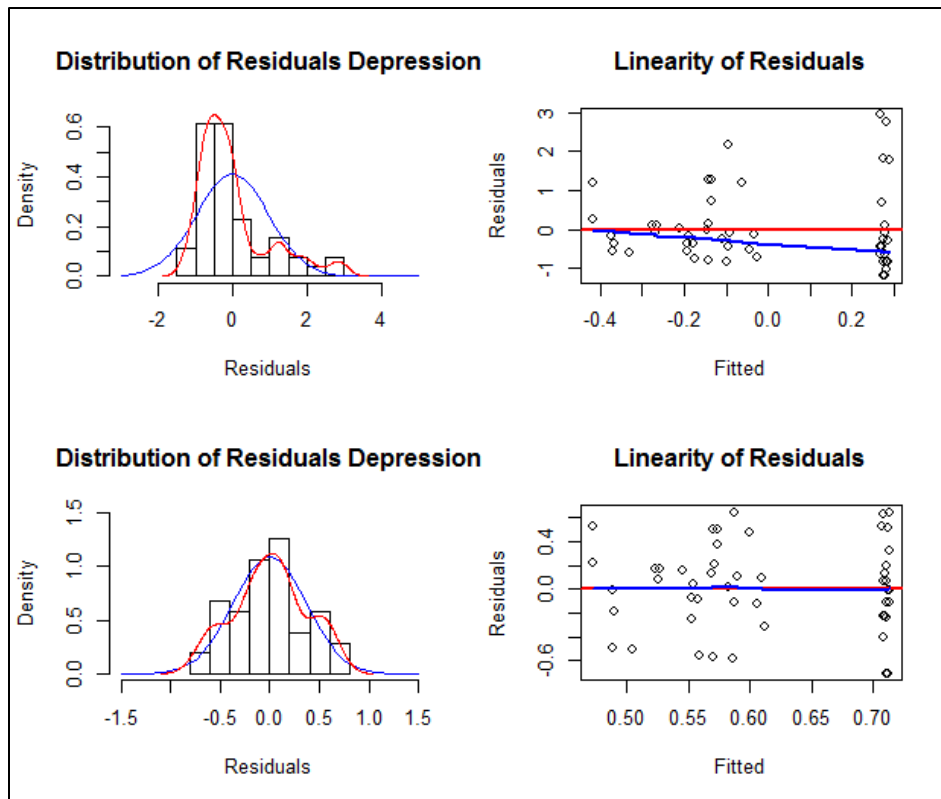 Distribution of Residuals Depression
Density
0.0 0.2 0.4 0.6
-2 0 2 4
Residuals
Linearity of Residuals
Residuals
-1 0 1 2 3
-0.4 -0.2 0.0 0.2
Fitted
Distribution of Residuals Depression
Density
0.0 0.5 1.0 1.5
-1.5 -0.5 0.0 0.5 1.5
Residuals
Linearity of Residuals
Residuals
-0.6 0.0 0.4
0.50 0.55 0.60 0.65 0.70
Fitted